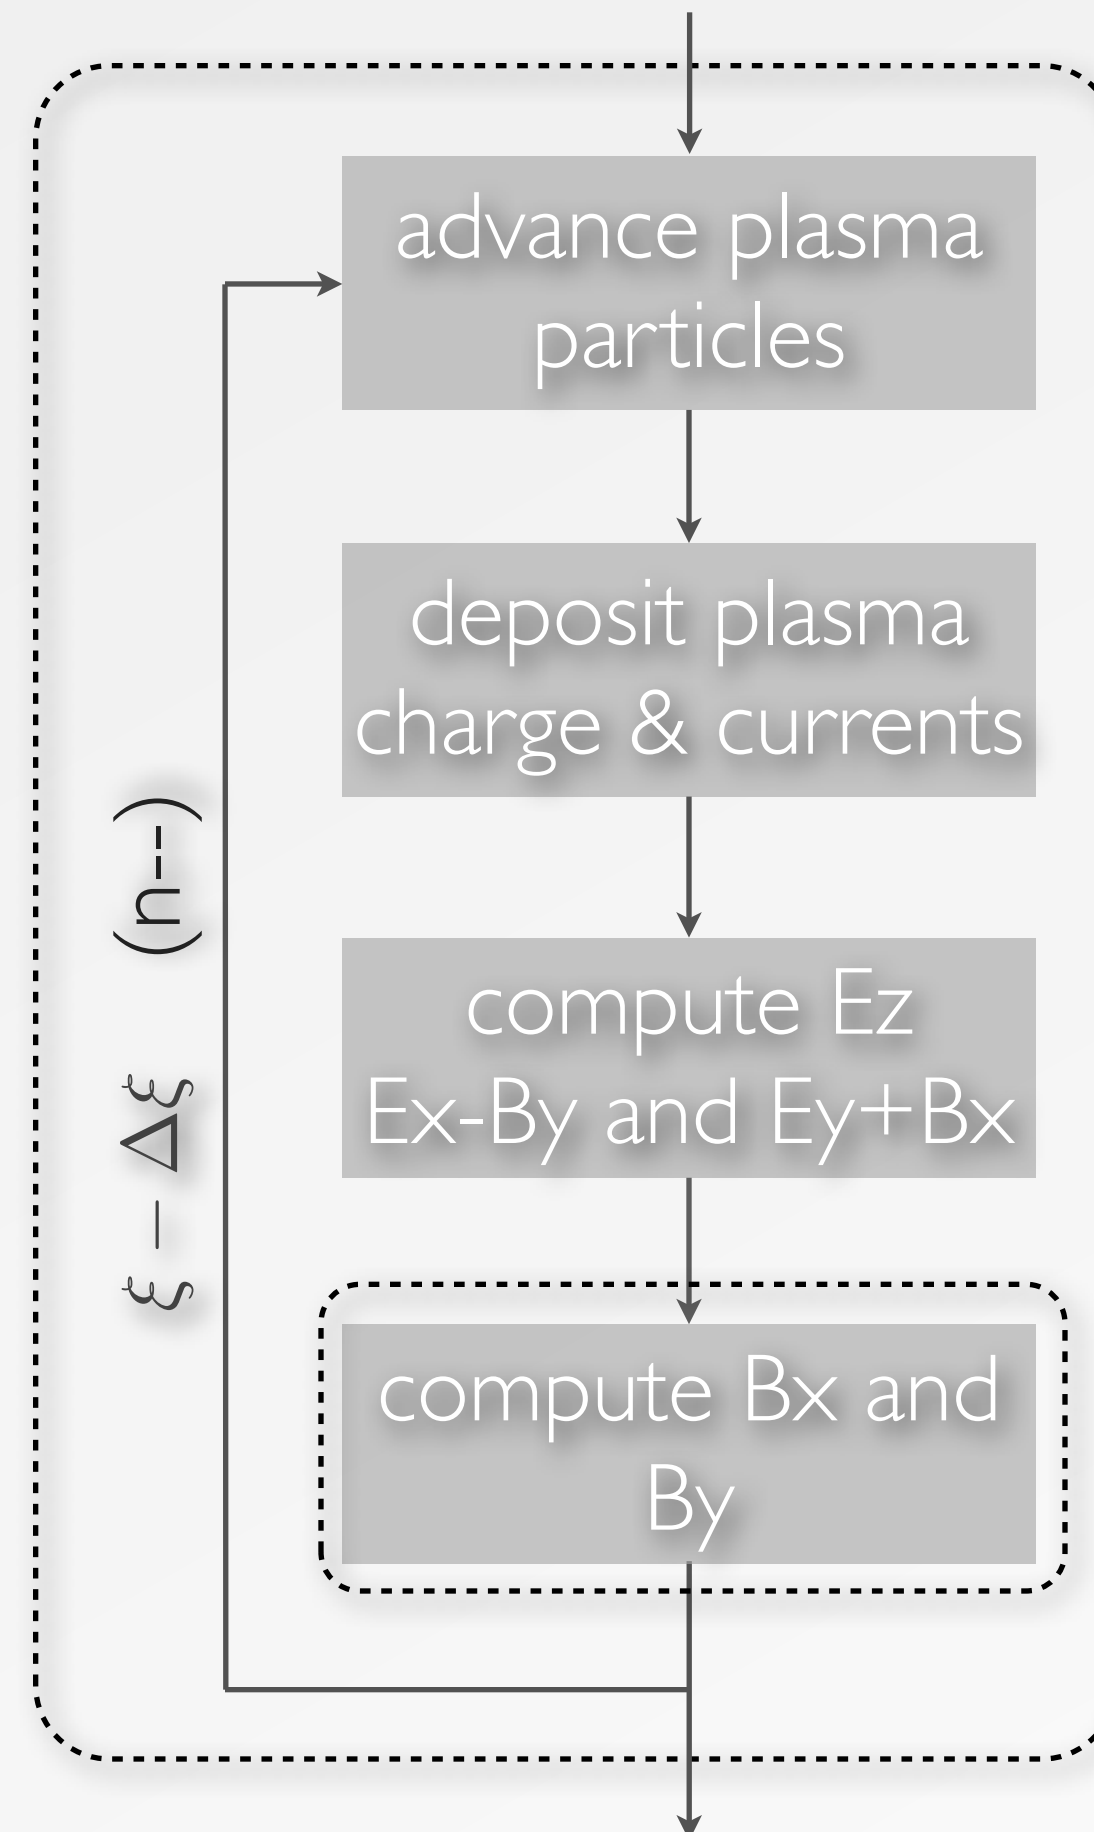 advance plasma
particles
deposit plasma
charge & currents
compute Ez
Ex-By and Ey+Bx
compute Bx and
By
ξ − Δξ (n--)